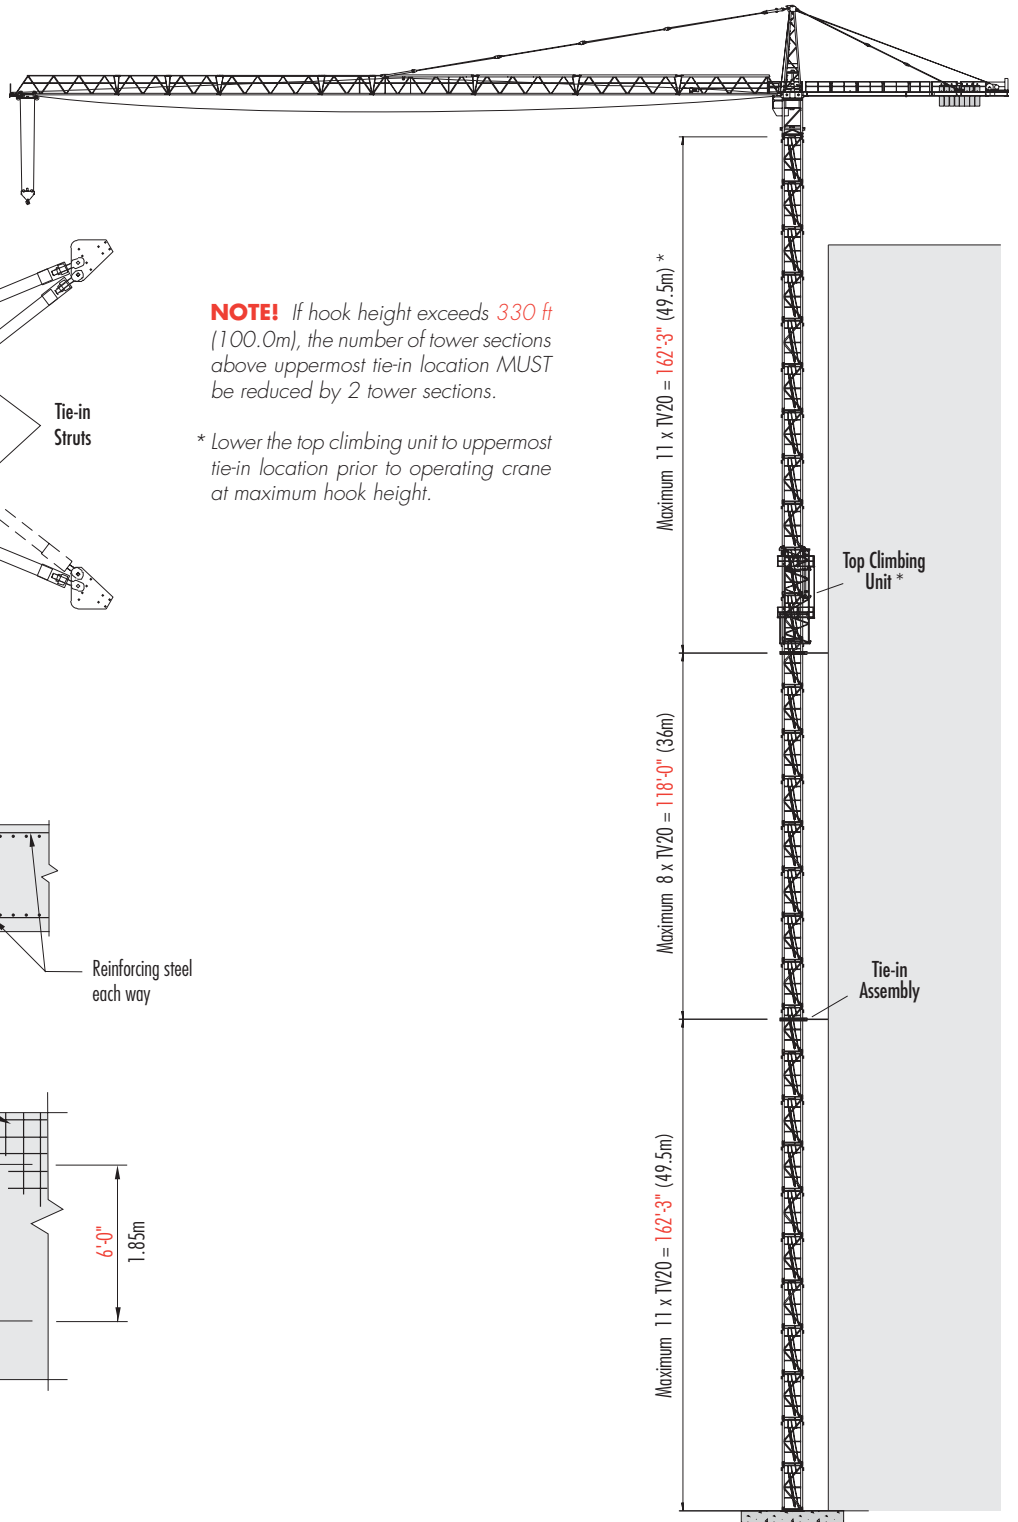 NOTE! If hook height exceeds 330 ft
(100.0m), the number of tower sections
above uppermost tie-in location MUST
be reduced by 2 tower sections.
* Lower the top climbing unit to uppermost
tie-in location prior to operating crane
at maximum hook height.
Tie-in
Struts
Maximum 11 x TV20 = 162'-3" (49.5m) *
Top Climbing
Unit *
Maximum 8 x TV20 = 118'-0" (36m)
Reinforcing steel
each way
Tie-in
Assembly
6'-0"
1.85m
Maximum 11 x TV20 = 162'-3" (49.5m)